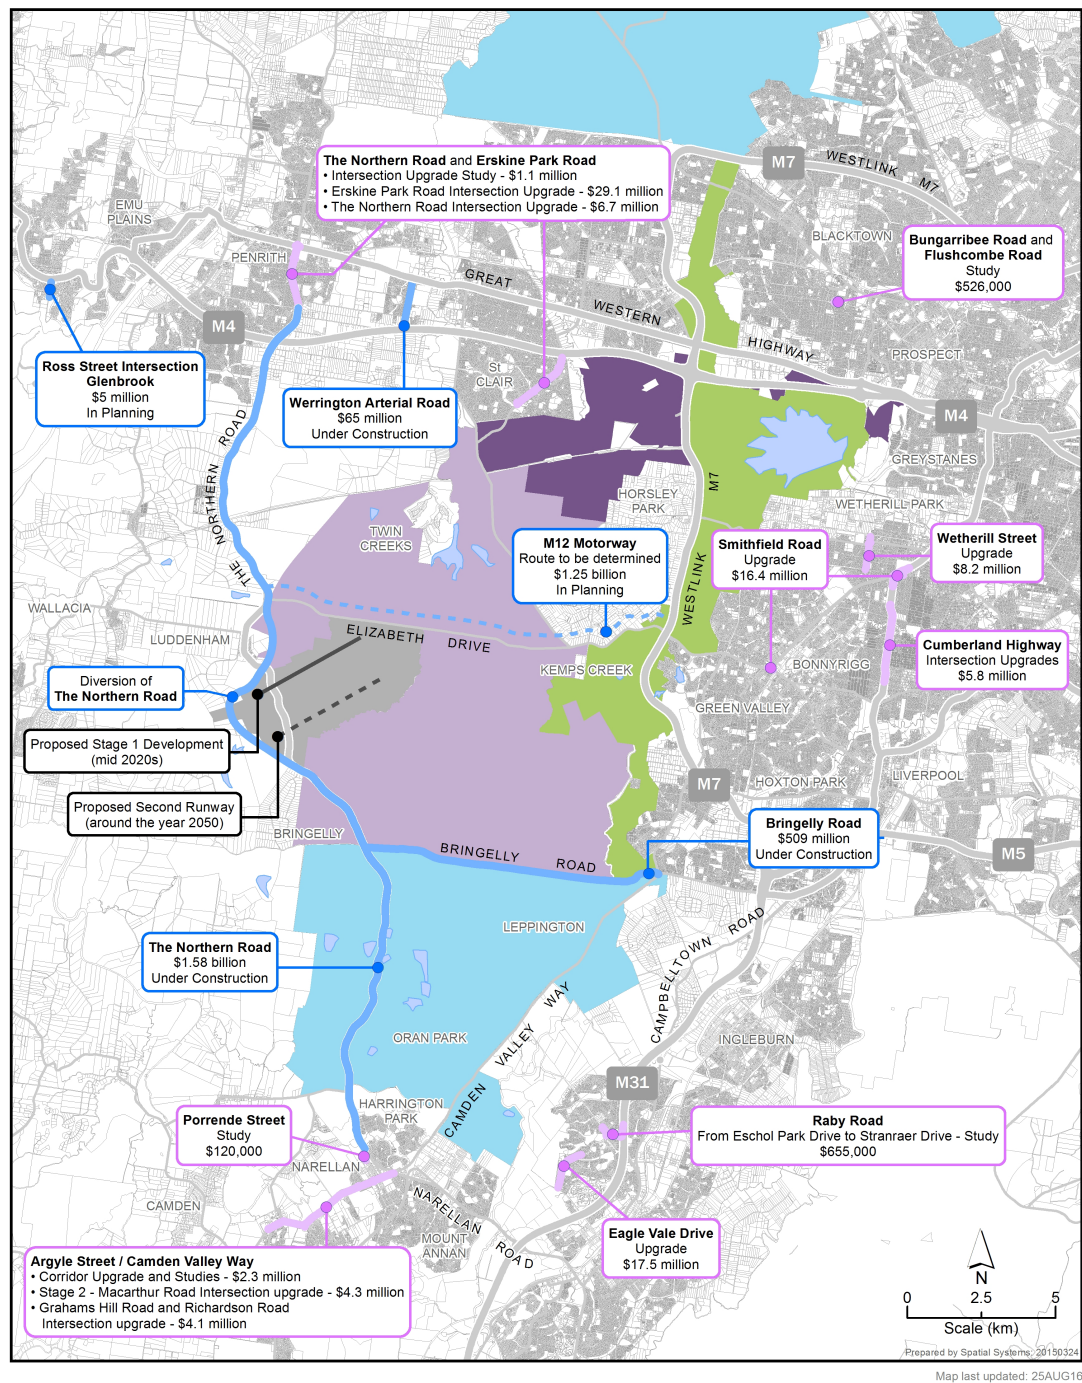 M7
WESTLINK M7
The Northern Road and Erskine Park Road
• Intersection Upgrade Study - $1.1 million
• Erskine Park Road Intersection Upgrade - $29.1 million
• The Northern Road Intersection Upgrade - $6.7 million
EMU
PLAINS
BLACKTOWN
Bungarribee Road and
Flushcombe Road
Study
$526,000
PENRITH
GREAT WESTERN HIGHWAY
M4
PROSPECT
Ross Street Intersection
Glenbrook
$5 million
In Planning
St
CLAIR
Werrington Arterial Road
$65 million
Under Construction
M4
THE NORTHERN ROAD
GREYSTANES
HORSLEY
PARK
WESTLINK M7
WETHERILL PARK
TWIN
CREEKS
M12 Motorway
Route to be determined
$1.25 billion
In Planning
Smithfield Road
Upgrade
$16.4 million
Wetherill Street
Upgrade
$8.2 million
WALLACIA
LUDDENHAM
ELIZABETH DRIVE
KEMPS CREEK
BONNYRIGG
Cumberland Highway
Intersection Upgrades
$5.8 million
Diversion of
The Northern Road
GREEN VALLEY
Proposed Stage 1 Development
(mid 2020s)
M7
HOXTON PARK
LIVERPOOL
Proposed Second Runway
(around the year 2050)
BRINGELLY
Bringelly Road
$509 million
Under Construction
M5
BRINGELLY ROAD
LEPPINGTON
CAMPBELLTOWN ROAD
The Northern Road
$1.58 billion
Under Construction
ORAN PARK
CAMDEN VALLEY WAY
INGLEBURN
M31
HARRINGTON
PARK
Porrende Street
Study
$120,000
Raby Road
From Eschol Park Drive to Stranraer Drive - Study
$655,000
NARELLAN
CAMDEN
NARELLAN ROAD
MOUNT
ANNAN
Eagle Vale Drive
Upgrade
$17.5 million
Argyle Street / Camden Valley Way
• Corridor Upgrade and Studies - $2.3 million
• Stage 2 - Macarthur Road Intersection upgrade - $4.3 million
• Grahams Hill Road and Richardson Road
Intersection upgrade - $4.1 million
N
0 2.5 5
Scale (km)
Prepared by Spatial Systems: 20150324
Map last updated: 25AUG16